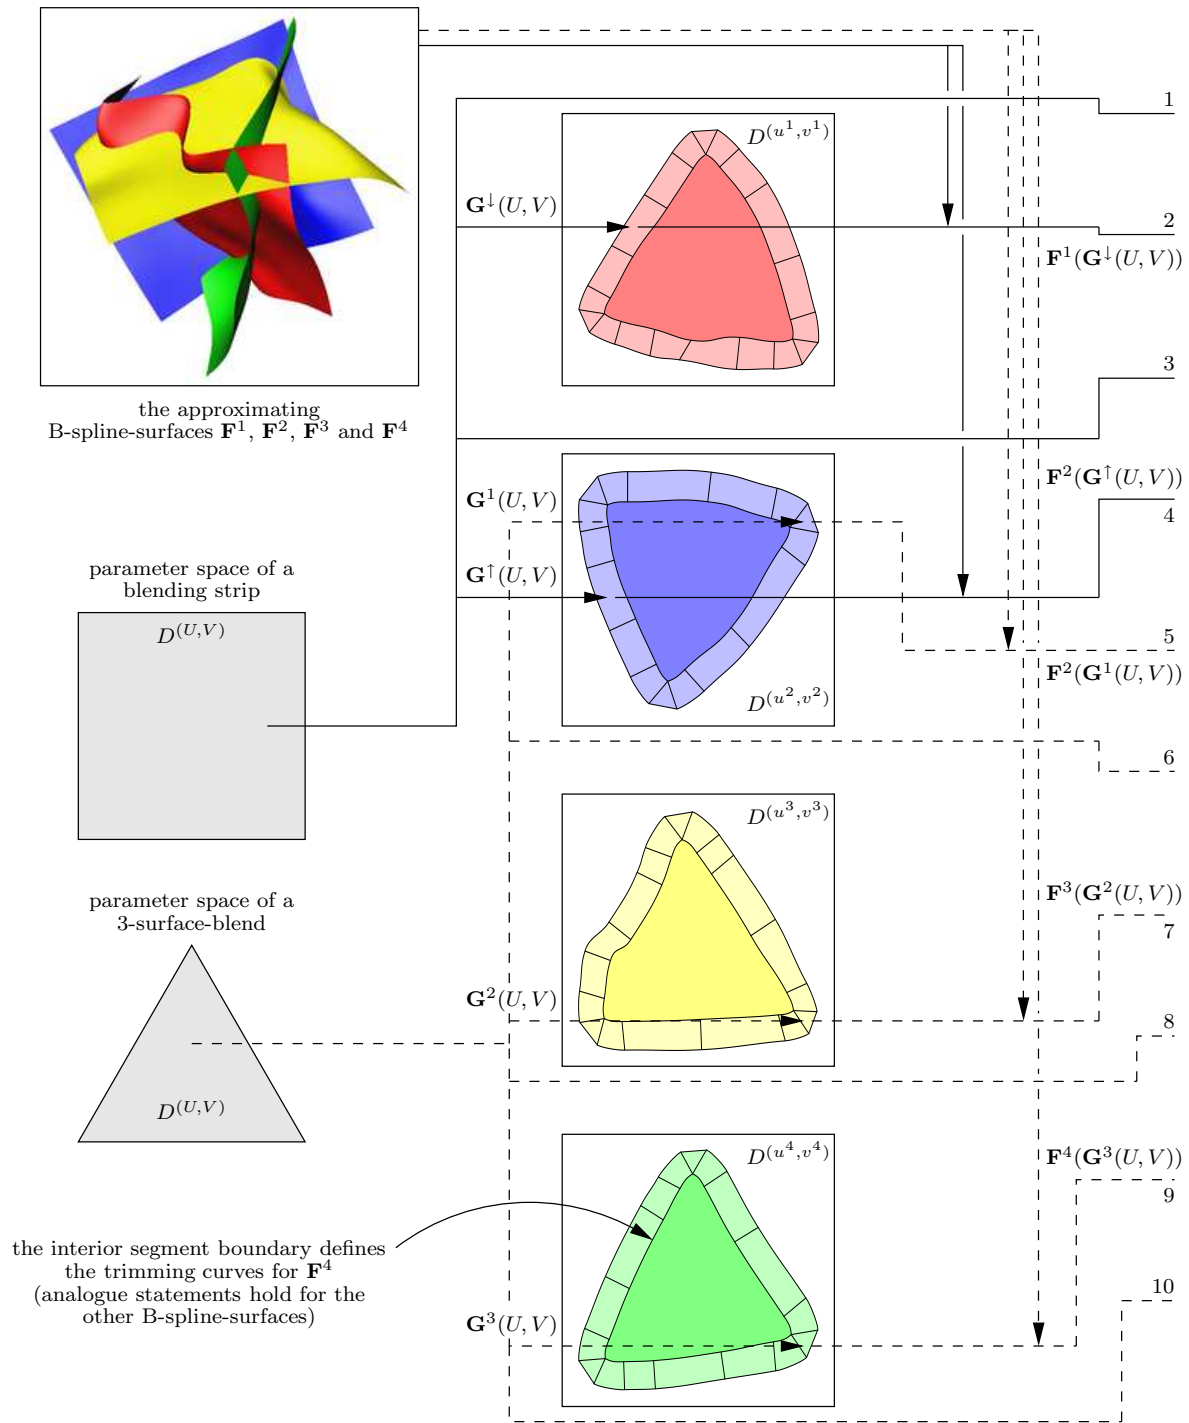 1
D^(u^1,v^1)
G^↓(U, V)
2
F^1(G^↓(U, V))
3
the approximating
B-spline-surfaces F^1, F^2, F^3 and F^4
F^2(G^↑(U, V))
G^1(U, V)
4
parameter space of a
blending strip
G^↑(U, V)
D^(U,V)
5
F^2(G^1(U, V))
D^(u^2,v^2)
6
D^(u^3,v^3)
parameter space of a
3-surface-blend
F^3(G^2(U, V))
7
G^2(U, V)
8
D^(U,V)
D^(u^4,v^4)
F^4(G^3(U, V))
9
the interior segment boundary defines
the trimming curves for F^4
(analogue statements hold for the
other B-spline-surfaces)
10
G^3(U, V)